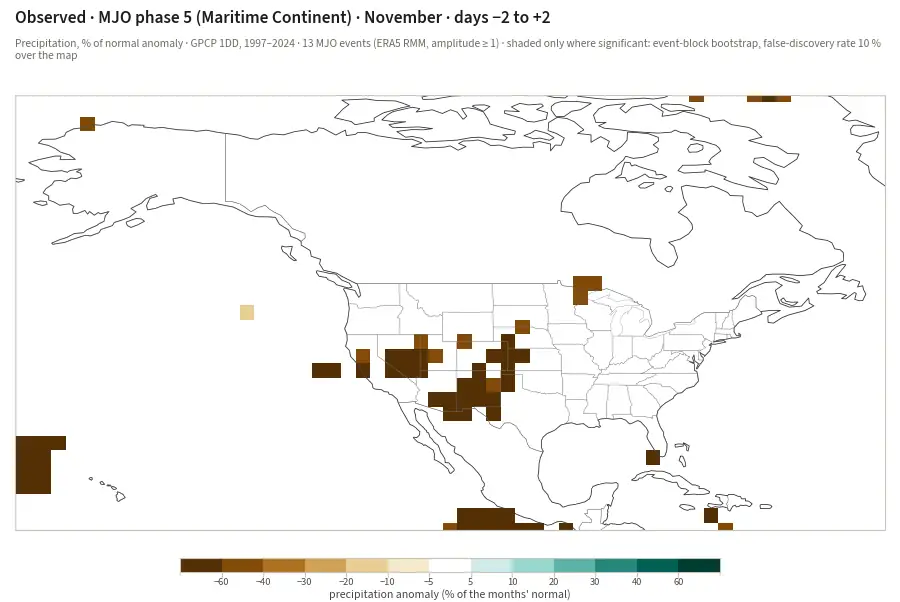 Observed · MJO phase 5 (Maritime Continent) · November · days −2 to +2
Precipitation, % of normal anomaly · GPCP 1DD, 1997–2024 · 13 MJO events (ERA5 RMM, amplitude ≥ 1) · shaded only where significant: event-block bootstrap, false-discovery rate 10 %
over the map
−60 −40 −30 −20 −10 −5 5 10 20 30 40 60
precipitation anomaly (% of the months' normal)